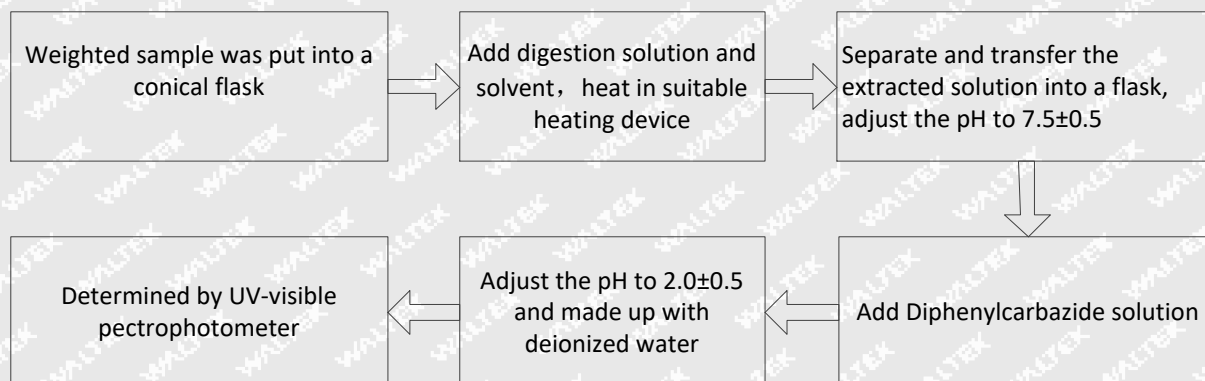 Weighted sample was put into a
conical flask
Add digestion solution and
solvent，heat in suitable
heating device
Separate and transfer the
extracted solution into a flask,
adjust the pH to 7.5±0.5
Add Diphenylcarbazide solution
Adjust the pH to 2.0±0.5
and made up with
deionized water
Determined by UV-visible
pectrophotometer
WALTEK